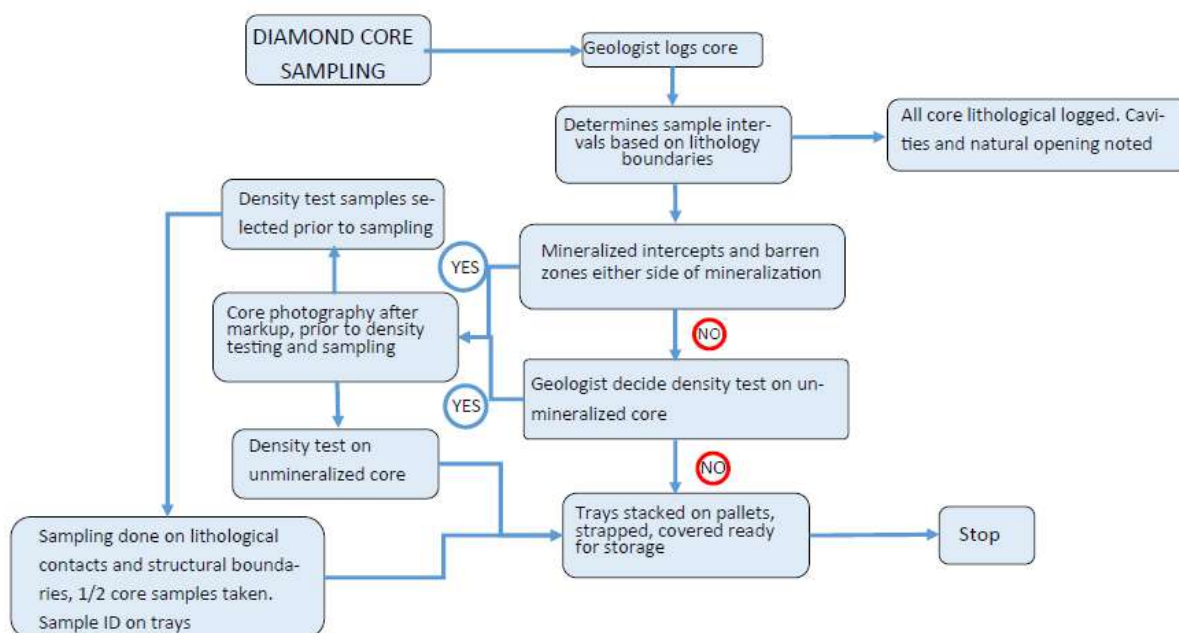 DIAMOND CORE
SAMPLING
Geologist logs core
Determines sample inter-
vals based on lithology
boundaries
All core lithological logged. Cavi-
ties and natural opening noted
Density test samples se-
lected prior to sampling
YES
Mineralized intercepts and barren
zones either side of mineralization
Core photography after
markup, prior to density
testing and sampling
NO
YES
Geologist decide density test on un-
mineralized core
Density test on
unmineralized core
NO
Trays stacked on pallets,
strapped, covered ready
for storage
Stop
Sampling done on lithological
contacts and structural bounda-
ries, 1/2 core samples taken.
Sample ID on trays